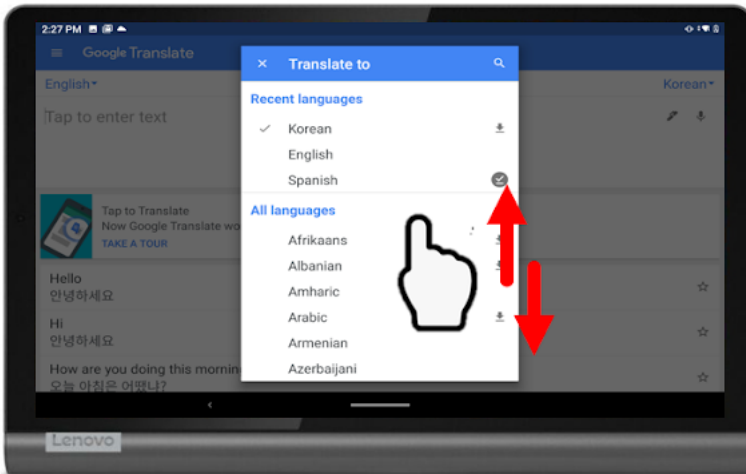 2:27 PM
Google Translate
English
Korean
Tap to enter text
Translate to
Recent languages
Korean
English
Spanish
All languages
Afrikaans
Albanian
Amharic
Arabic
Armenian
Azerbaijani
Tap to Translate
Now Google Translate wo
TAKE A TOUR
Hello
안녕하세요
Hi
안녕하세요
How are you doing this mornin
오늘 아침은 어땠니?
Lenovo